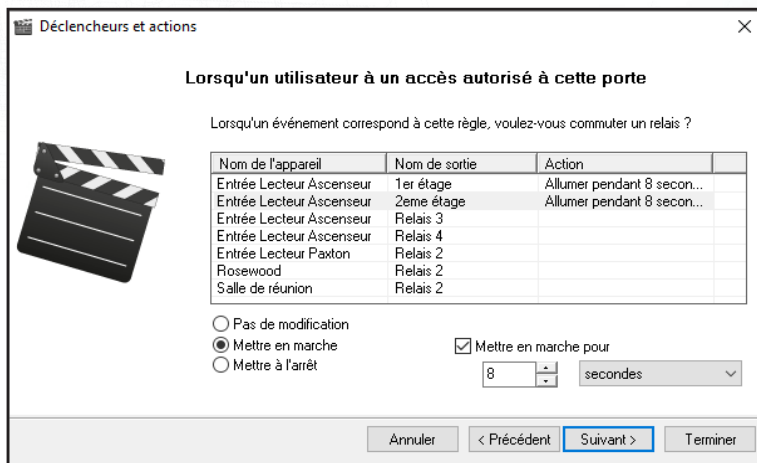 Déclencheurs et actions
Lorsqu'un utilisateur à un accès autorisé à cette porte
Lorsqu'un événement correspond à cette règle, voulez-vous commuter un relais ?
Nom de l'appareil Nom de sortie Action
Entrée Lecteur Ascenseur 1er étage Allumer pendant 8 secon...
Entrée Lecteur Ascenseur 2eme étage Allumer pendant 8 secon...
Entrée Lecteur Ascenseur Relais 3
Entrée Lecteur Ascenseur Relais 4
Entrée Lecteur Paxton Relais 2
Rosewood Relais 2
Salle de réunion Relais 2
Pas de modification
Mettre en marche Mettre en marche pour
Mettre à l'arrêt 8 secondes
Annuler < Précédent Suivant > Terminer